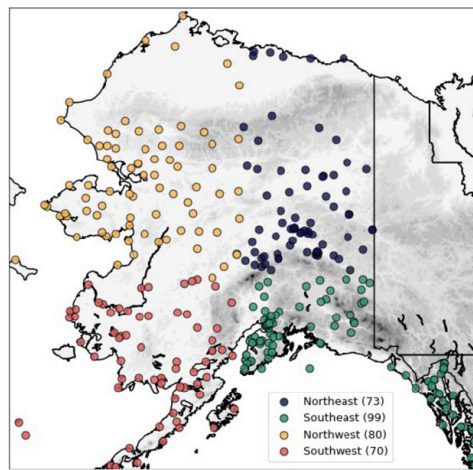 Northeast (73)
Southeast (99)
Northwest (80)
Southwest (70)